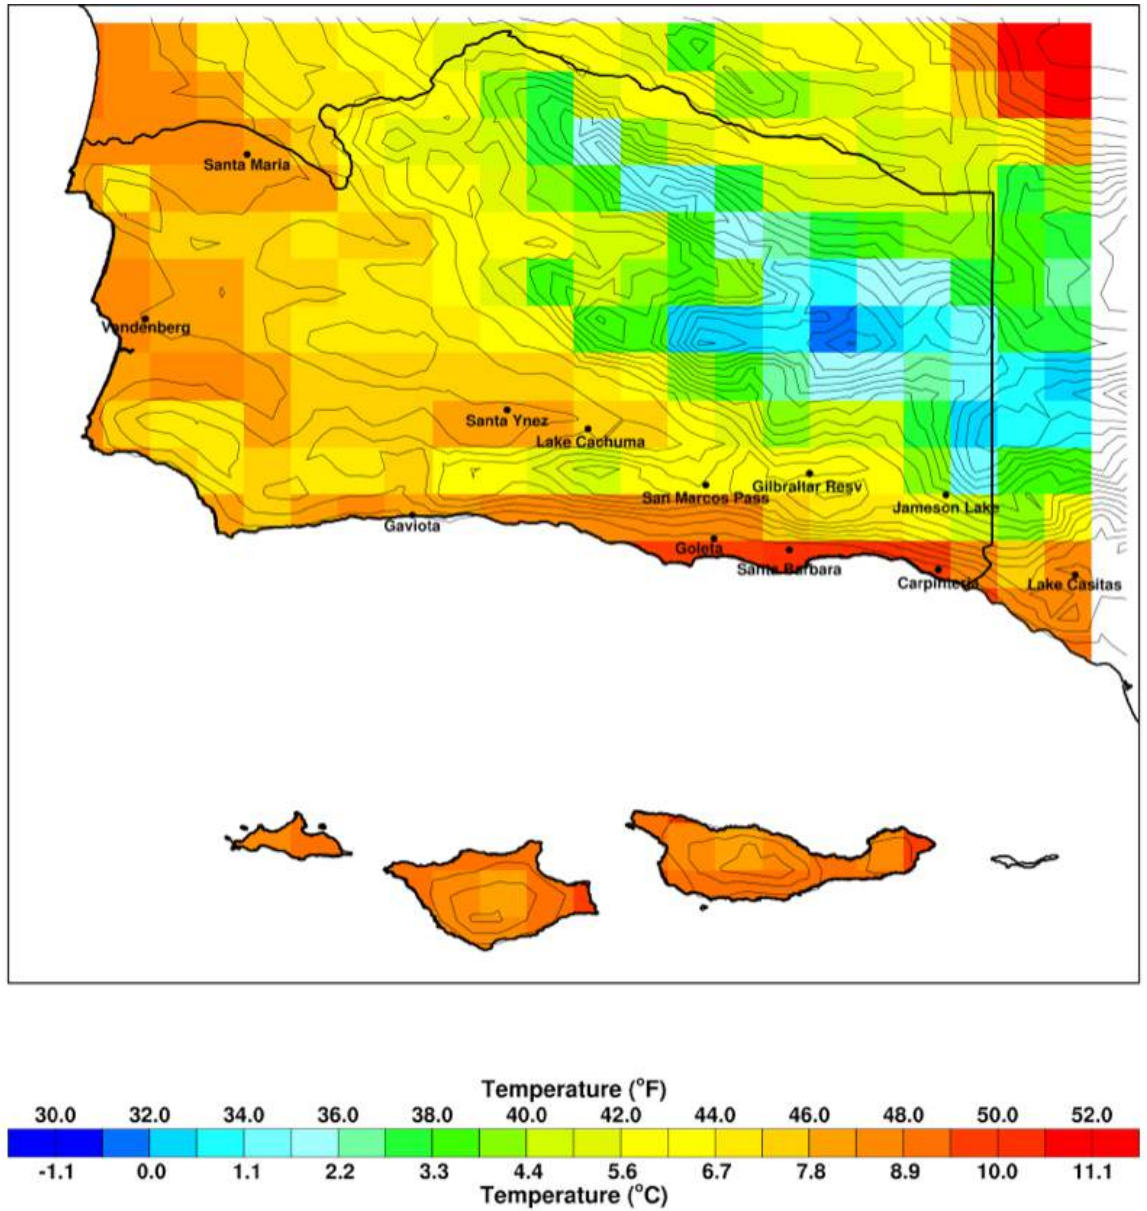 Santa Maria
Vandenberg
Santa Ynez
Lake Cachuma
San Marcos Pass
Gilbraltar Resv
Jameson Lake
Gaviota
Goleta
Santa Barbara
Carpinteria
Lake Casitas
Temperature (°F)
30.0 32.0 34.0 36.0 38.0 40.0 42.0 44.0 46.0 48.0 50.0 52.0
-1.1 0.0 1.1 2.2 3.3 4.4 5.6 6.7 7.8 8.9 10.0 11.1
Temperature (°C)